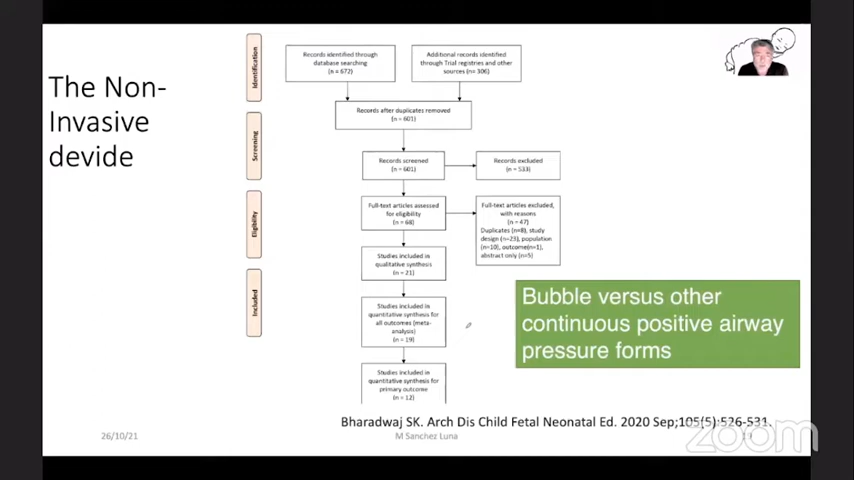 The Non-
Invasive
devide
Identification
Records identified through
database searching
(n = 672)
Additional records identified
through Trial registries and other
sources (n = 306)
Records after duplicates removed
(n = 601)
Screening
Records screened
(n = 601)
Records excluded
(n = 533)
Eligibility
Full-text articles assessed
for eligibility
(n = 68)
Full-text articles excluded,
with reasons
(n = 47)
Duplicates (n=8), study
design (n=23), population
(n=10), outcome(n=1),
abstract only (n=5)
Studies included in
qualitative synthesis
(n = 21)
Included
Studies included in
quantitative synthesis for
all outcomes (meta-
analysis)
(n = 19)
Studies included in
quantitative synthesis for
primary outcome
(n = 12)
Bubble versus other
continuous positive airway
pressure forms
Bharadwaj SK. Arch Dis Child Fetal Neonatal Ed. 2020 Sep;105(5):526-531.
26/10/21
M Sanchez Luna
zoom